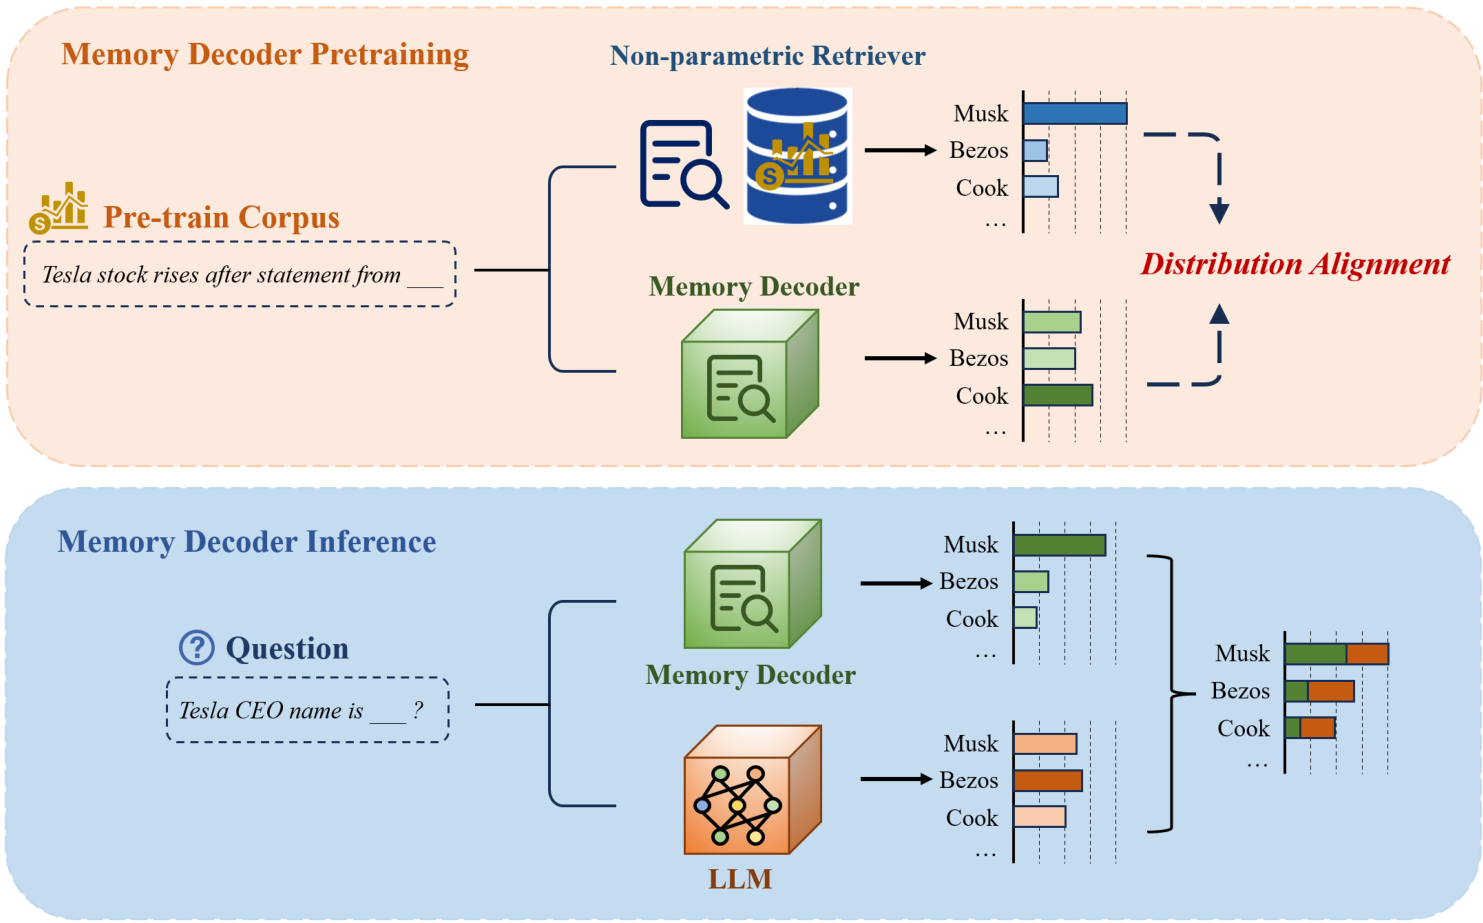 Memory Decoder Pretraining
Non-parametric Retriever
Musk
Bezos
Cook
…
$
$
Pre-train Corpus
Tesla stock rises after statement from ___
Distribution Alignment
Memory Decoder
Musk
Bezos
Cook
…
Memory Decoder Inference
Musk
Bezos
Cook
…
? Question
Tesla CEO name is ___ ?
Memory Decoder
Musk
Bezos
Cook
…
Musk
Bezos
Cook
…
LLM